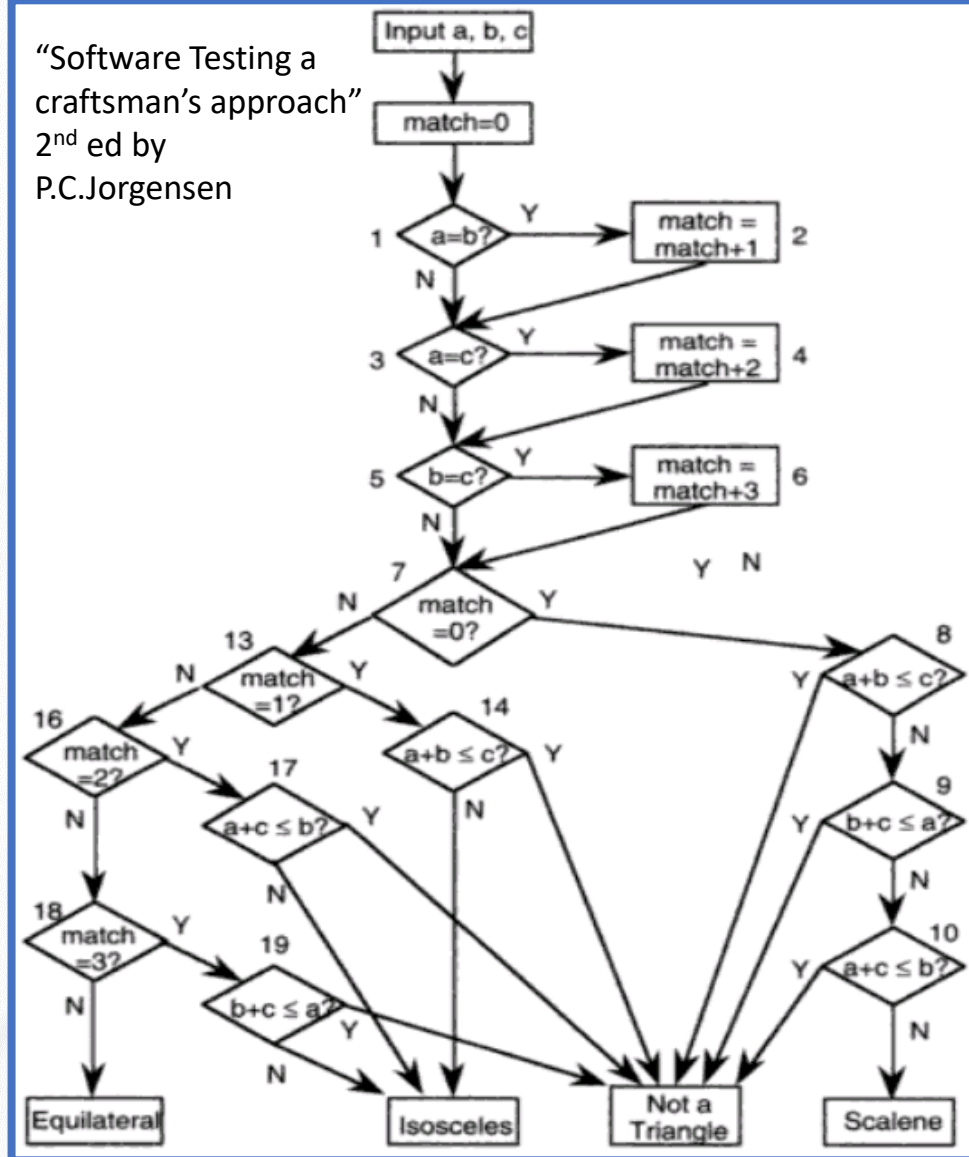 “Software Testing a
craftsman’s approach”
2nd ed by
P.C.Jorgensen
Input a, b, c
match=0
1
a=b?
Y
match =
match+1
2
N
3
a=c?
Y
match =
match+2
4
N
5
b=c?
Y
match =
match+3
6
N
Y N
7
match
=0?
N
Y
13
match
=1?
N
Y
8
a+b ≤ c?
Y
N
16
match
=2?
Y
N
14
a+b ≤ c?
Y
N
17
a+c ≤ b?
Y
N
9
b+c ≤ a?
Y
N
18
match
=3?
Y
N
19
b+c ≤ a?
Y
N
10
a+c ≤ b?
Y
N
Equilateral
Isosceles
Not a
Triangle
Scalene